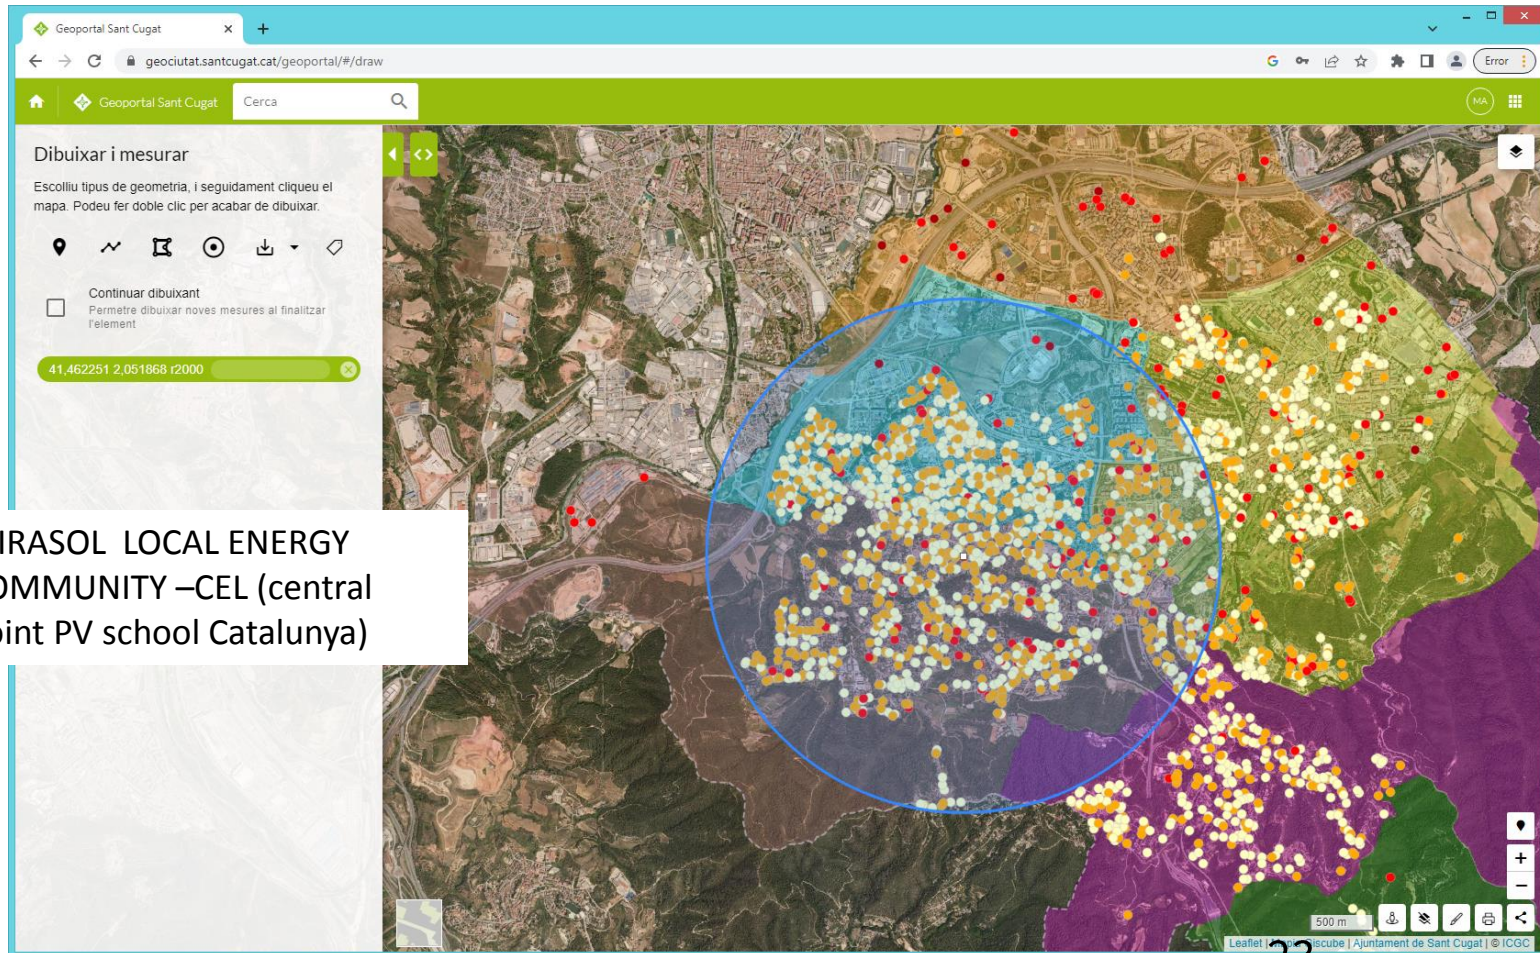 Geoportal Sant Cugat
geociutat.santcugat.cat/geoportal/#/draw
Error
Geoportal Sant Cugat
Cerca
MA
Dibuixar i mesurar
Escolliu tipus de geometria, i seguidament cliqueu el
mapa. Podeu fer doble clic per acabar de dibuixar.
Continuar dibuixant
Permetre dibuixar noves mesures al finalitzar
l'element
41,462251 2,051868 r2000
IRASOL LOCAL ENERGY
OMMUNITY –CEL (central
oint PV school Catalunya)
500 m
Leaflet | Ajuntament de Sant Cugat | © ICGC